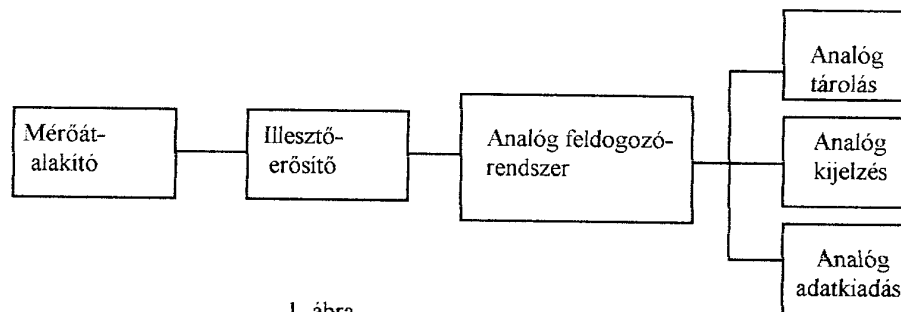 Mérőát-
alakító
Illesztő-
erősítő
Analóg feldogozó-
rendszer
Analóg
tárolás
Analóg
kijelzés
Analóg
adatkiadás
1. ábra